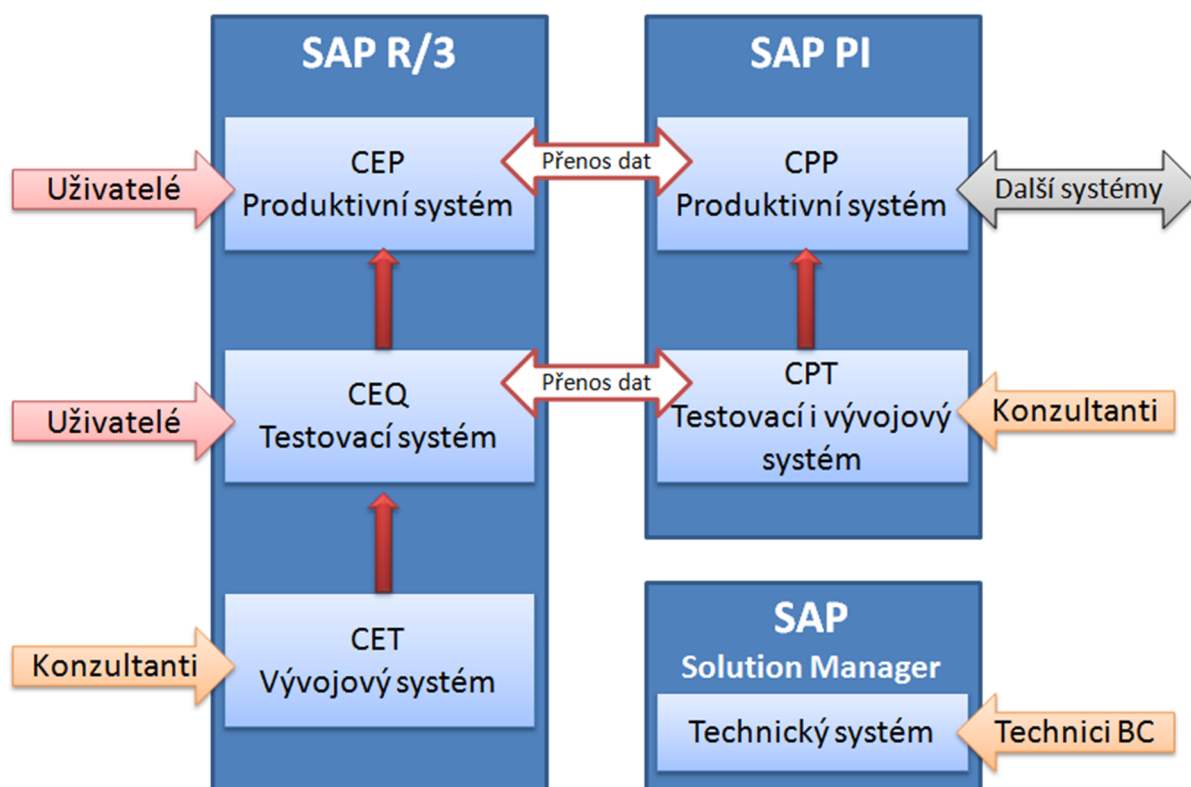 SAP R/3
SAP PI
Uživatelé
CEP
Produktivní systém
Přenos dat
CPP
Produktivní systém
Další systémy
Uživatelé
CEQ
Testovací systém
Přenos dat
CPT
Testovací i vývojový
systém
Konzultanti
Konzultanti
CET
Vývojový systém
SAP
Solution Manager
Technický systém
Technici BC